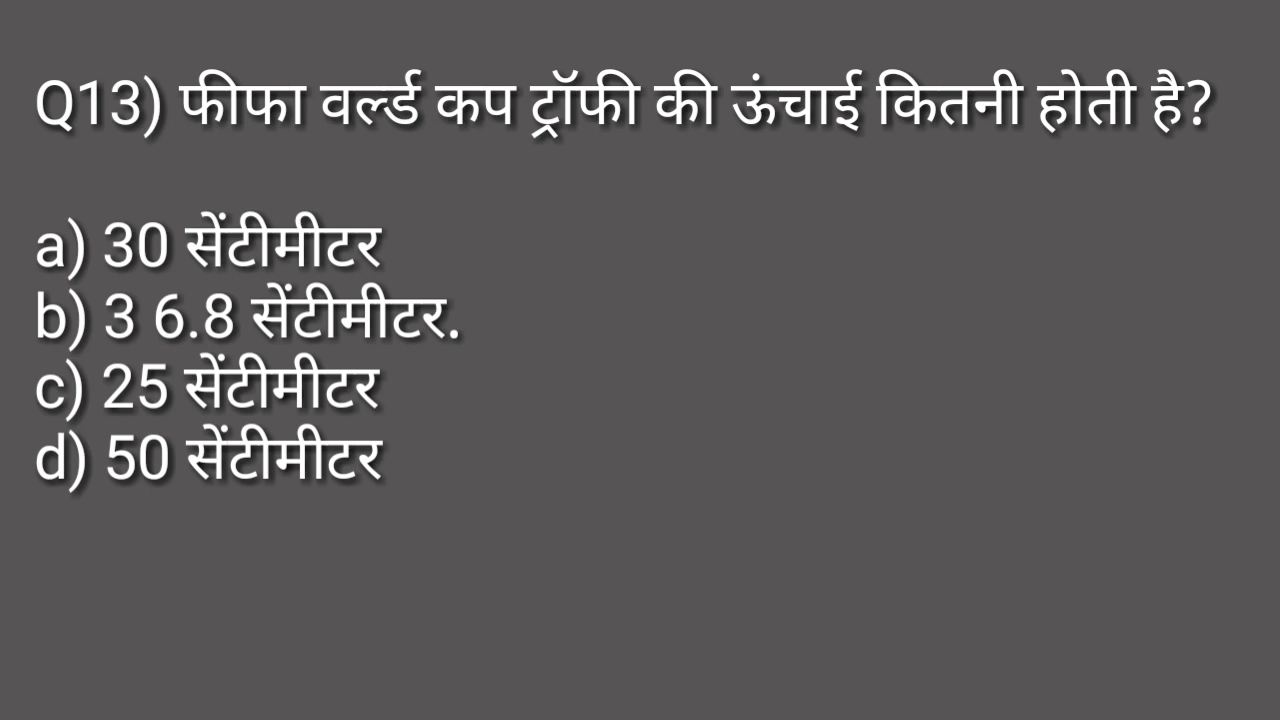 Q13) फीफा वर्ल्ड कप ट्रॉफी की ऊंचाई कितनी होती है?
a) 30 सेंटीमीटर
b) 3 6.8 सेंटीमीटर.
c) 25 सेंटीमीटर
d) 50 सेंटीमीटर